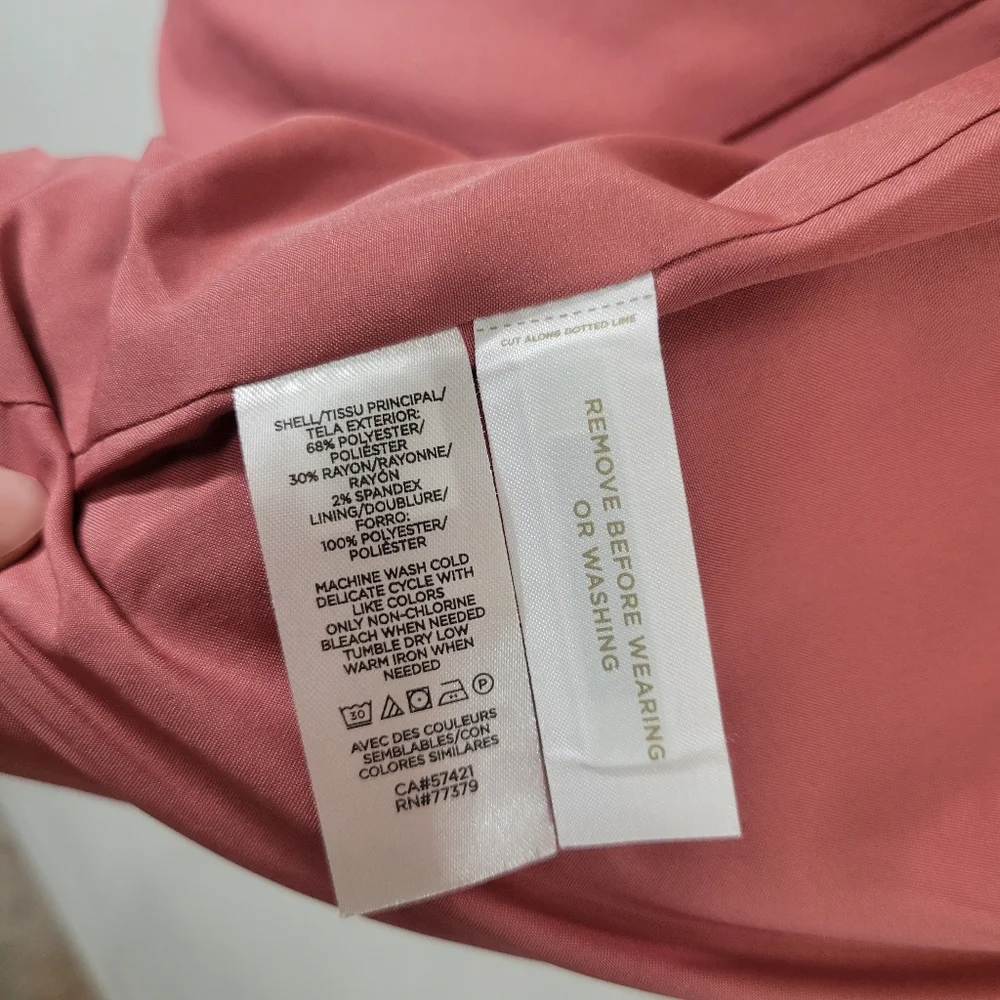 SHELL/TISSU PRINCIPAL/
TELA EXTERIOR:
68% POLYESTER/
POLIÉSTER
30% RAYON/RAYONNE/
RAYÓN
2% SPANDEX
LINING/DOUBLURE/
FORRO:
100% POLYESTER/
POLIÉSTER
MACHINE WASH COLD
DELICATE CYCLE WITH
LIKE COLORS
ONLY NON-CHLORINE
BLEACH WHEN NEEDED
TUMBLE DRY LOW
WARM IRON WHEN
NEEDED
30 P
AVEC DES COULEURS
SEMBLABLES/CON
COLORES SIMILARES
CA#57421
RN#77379
CUT ALONG DOTTED LINE
REMOVE BEFORE WEARING
OR WASHING